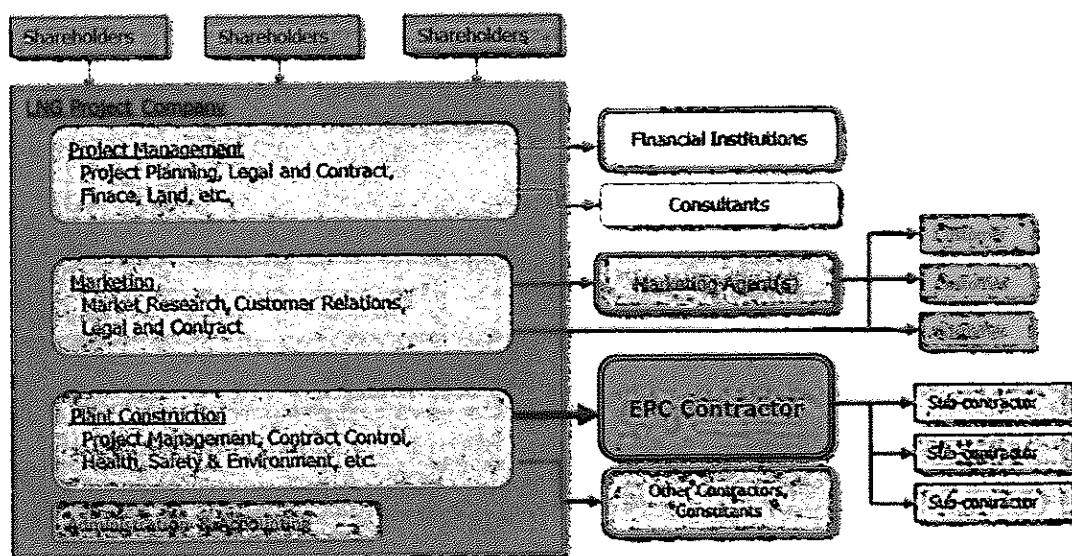 Shareholders
Shareholders
Shareholders
LNG Project Company
Project Management
Project Planning, Legal and Contract,
Finace, Land, etc.
Financial Institutions
Consultants
Marketing
Market Research, Customer Relations,
Legal and Contract
Marketing Agent(s)
Plant Construction
Project Management, Contract Control,
Health, Safety & Environment, etc.
EPC Contractor
Sub-contractor
Sub-contractor
Sub-contractor
Other Contractors,
Consultants